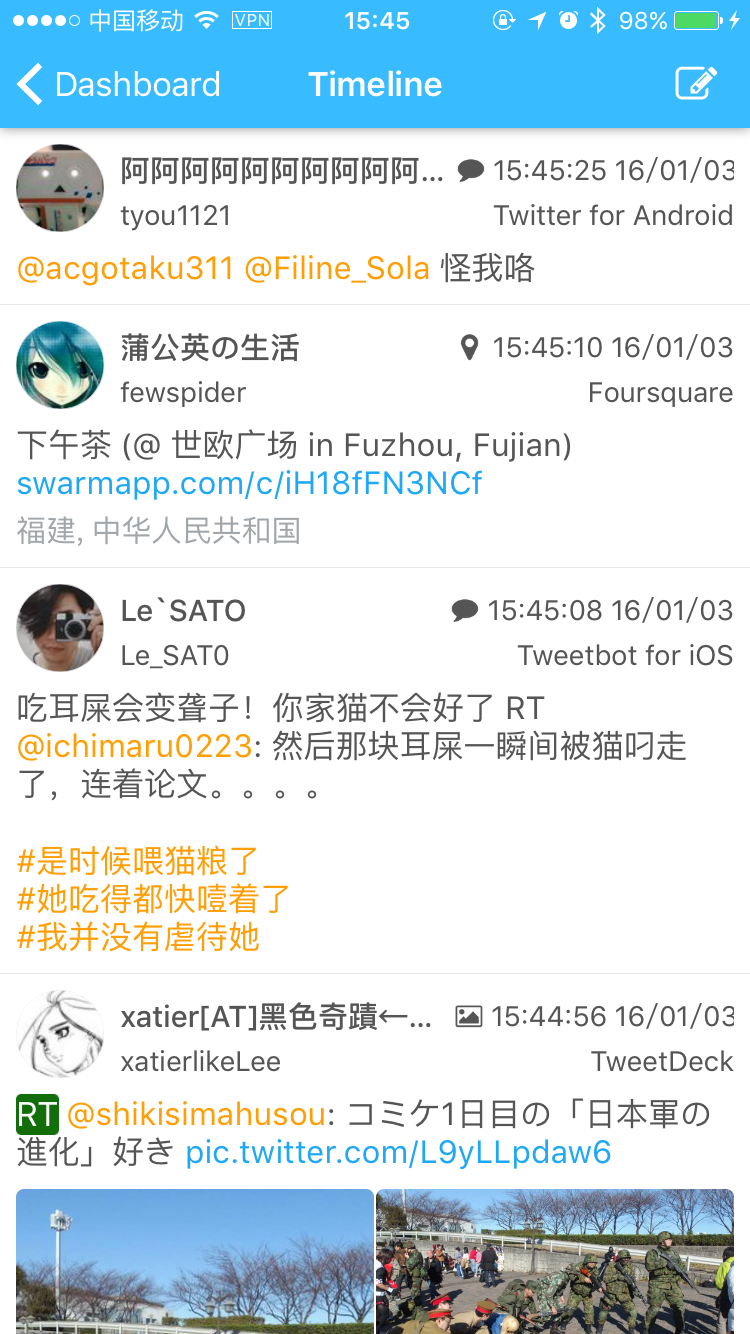 中国移动 VPN 15:45 98%
Dashboard Timeline
阿阿阿阿阿阿阿阿阿阿... 15:45:25 16/01/03
tyou1121 Twitter for Android
@acgotaku311 @Filine_Sola 怪我咯
蒲公英の生活 15:45:10 16/01/03
fewspider Foursquare
下午茶 (@ 世欧广场 in Fuzhou, Fujian)
swarmapp.com/c/iH18fFN3NCf
福建, 中华人民共和国
Le`SATO 15:45:08 16/01/03
Le_SAT0 Tweetbot for iOS
吃耳屎会变聋子！你家猫不会好了 RT
@ichimaru0223: 然后那块耳屎一瞬间被猫叼走
了，连着论文。。。。
#是时候喂猫粮了
#她吃得都快噎着了
#我并没有虐待她
xatier[AT]黑色奇蹟←... 15:44:56 16/01/03
xatierlikeLee TweetDeck
RT @shikisimahusou: コミケ1日目の「日本軍の
進化」好き pic.twitter.com/L9yLLpdaw6